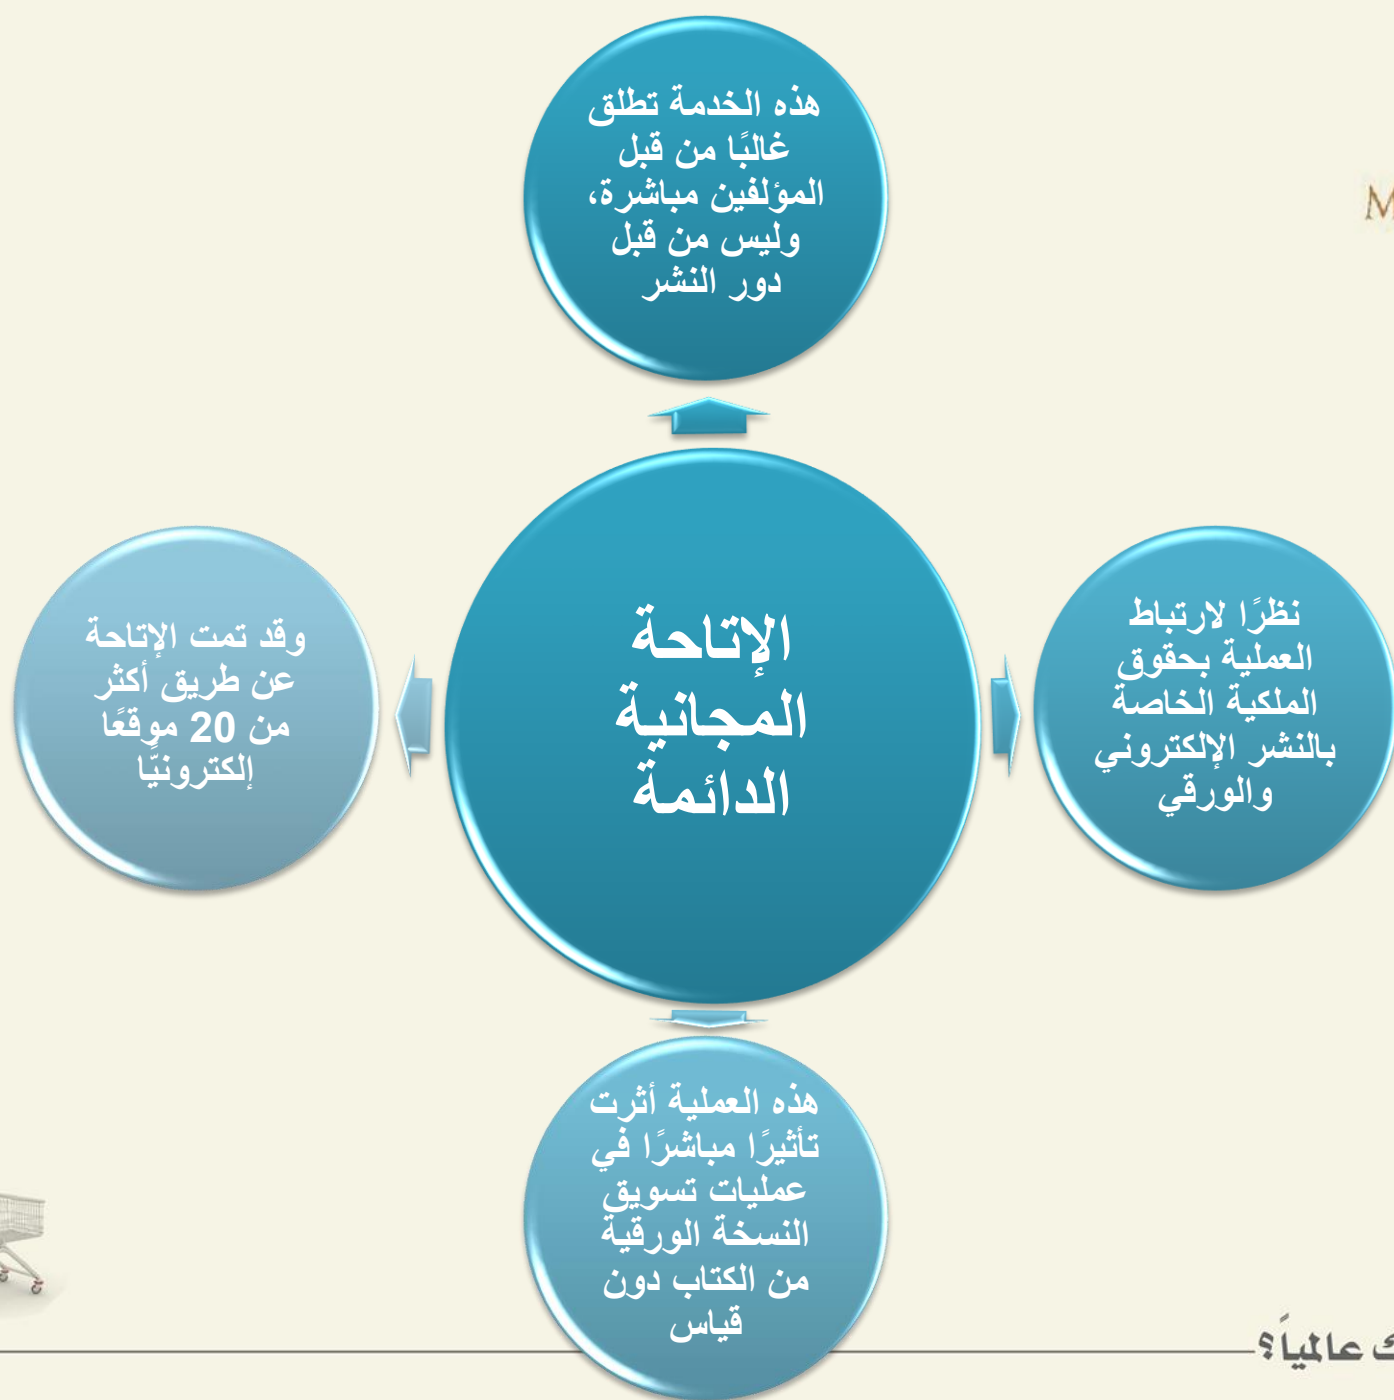 هذه الخدمة تطلق
غالبًا من قبل
المؤلفين مباشرة،
وليس من قبل
دور النشر
M
الإتاحة
المجانية
الدائمة
نظرًا لارتباط
العملية بحقوق
الملكية الخاصة
بالنشر الإلكتروني
والورقي
هذه العملية أثرت
تأثيرًا مباشرًا في
عمليات تسويق
النسخة الورقية
من الكتاب دون
قياس
وقد تمت الإتاحة
عن طريق أكثر
من 20 موقعًا
إلكترونيًّا
ك عالمياً؟